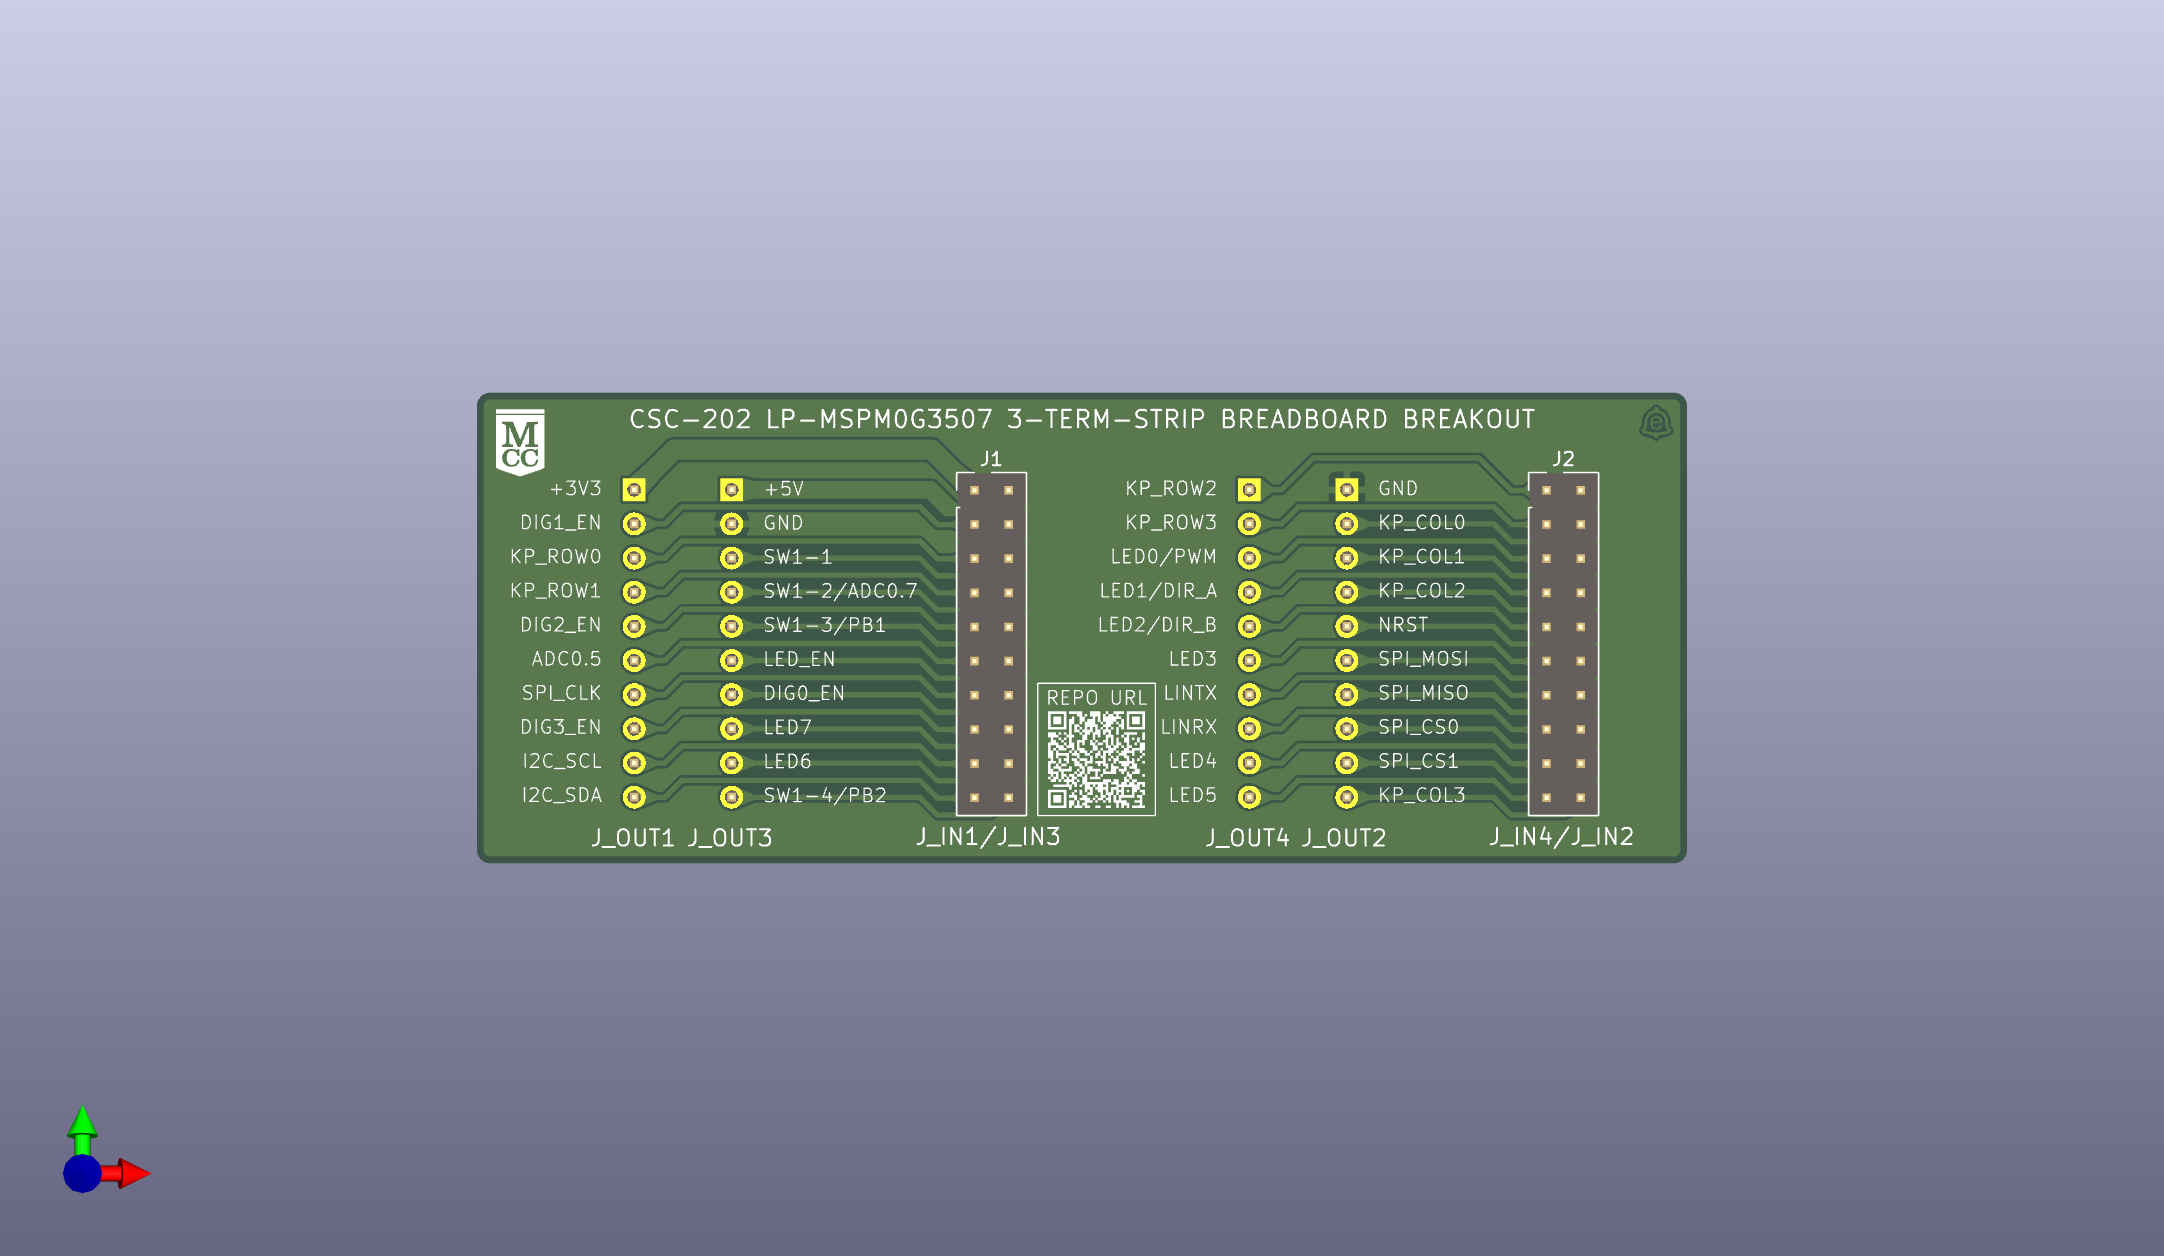 CSC-202 LP-MSPM0G3507 3-TERM-STRIP BREADBOARD BREAKOUT
M
CC
e
J1
J2
+3V3 +5V KP_ROW2 GND
DIG1_EN GND KP_ROW3 KP_COL0
KP_ROW0 SW1-1 LED0/PWM KP_COL1
KP_ROW1 SW1-2/ADC0.7 LED1/DIR_A KP_COL2
DIG2_EN SW1-3/PB1 LED2/DIR_B NRST
ADC0.5 LED_EN LED3 SPI_MOSI
SPI_CLK DIG0_EN LINTX SPI_MISO
REPO URL
DIG3_EN LED7 LINRX SPI_CS0
I2C_SCL LED6 LED4 SPI_CS1
I2C_SDA SW1-4/PB2 LED5 KP_COL3
J_OUT1 J_OUT3 J_IN1/J_IN3 J_OUT4 J_OUT2 J_IN4/J_IN2